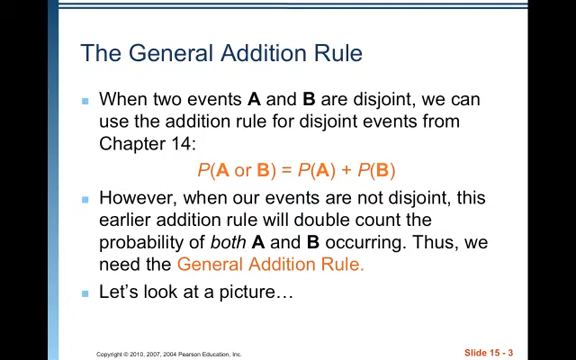 The General Addition Rule
■ When two events A and B are disjoint, we can
use the addition rule for disjoint events from
Chapter 14:
P(A or B) = P(A) + P(B)
■ However, when our events are not disjoint, this
earlier addition rule will double count the
probability of both A and B occurring. Thus, we
need the General Addition Rule.
■ Let's look at a picture…
Copyright © 2010, 2007, 2004 Pearson Education, Inc.
Slide 15 - 3